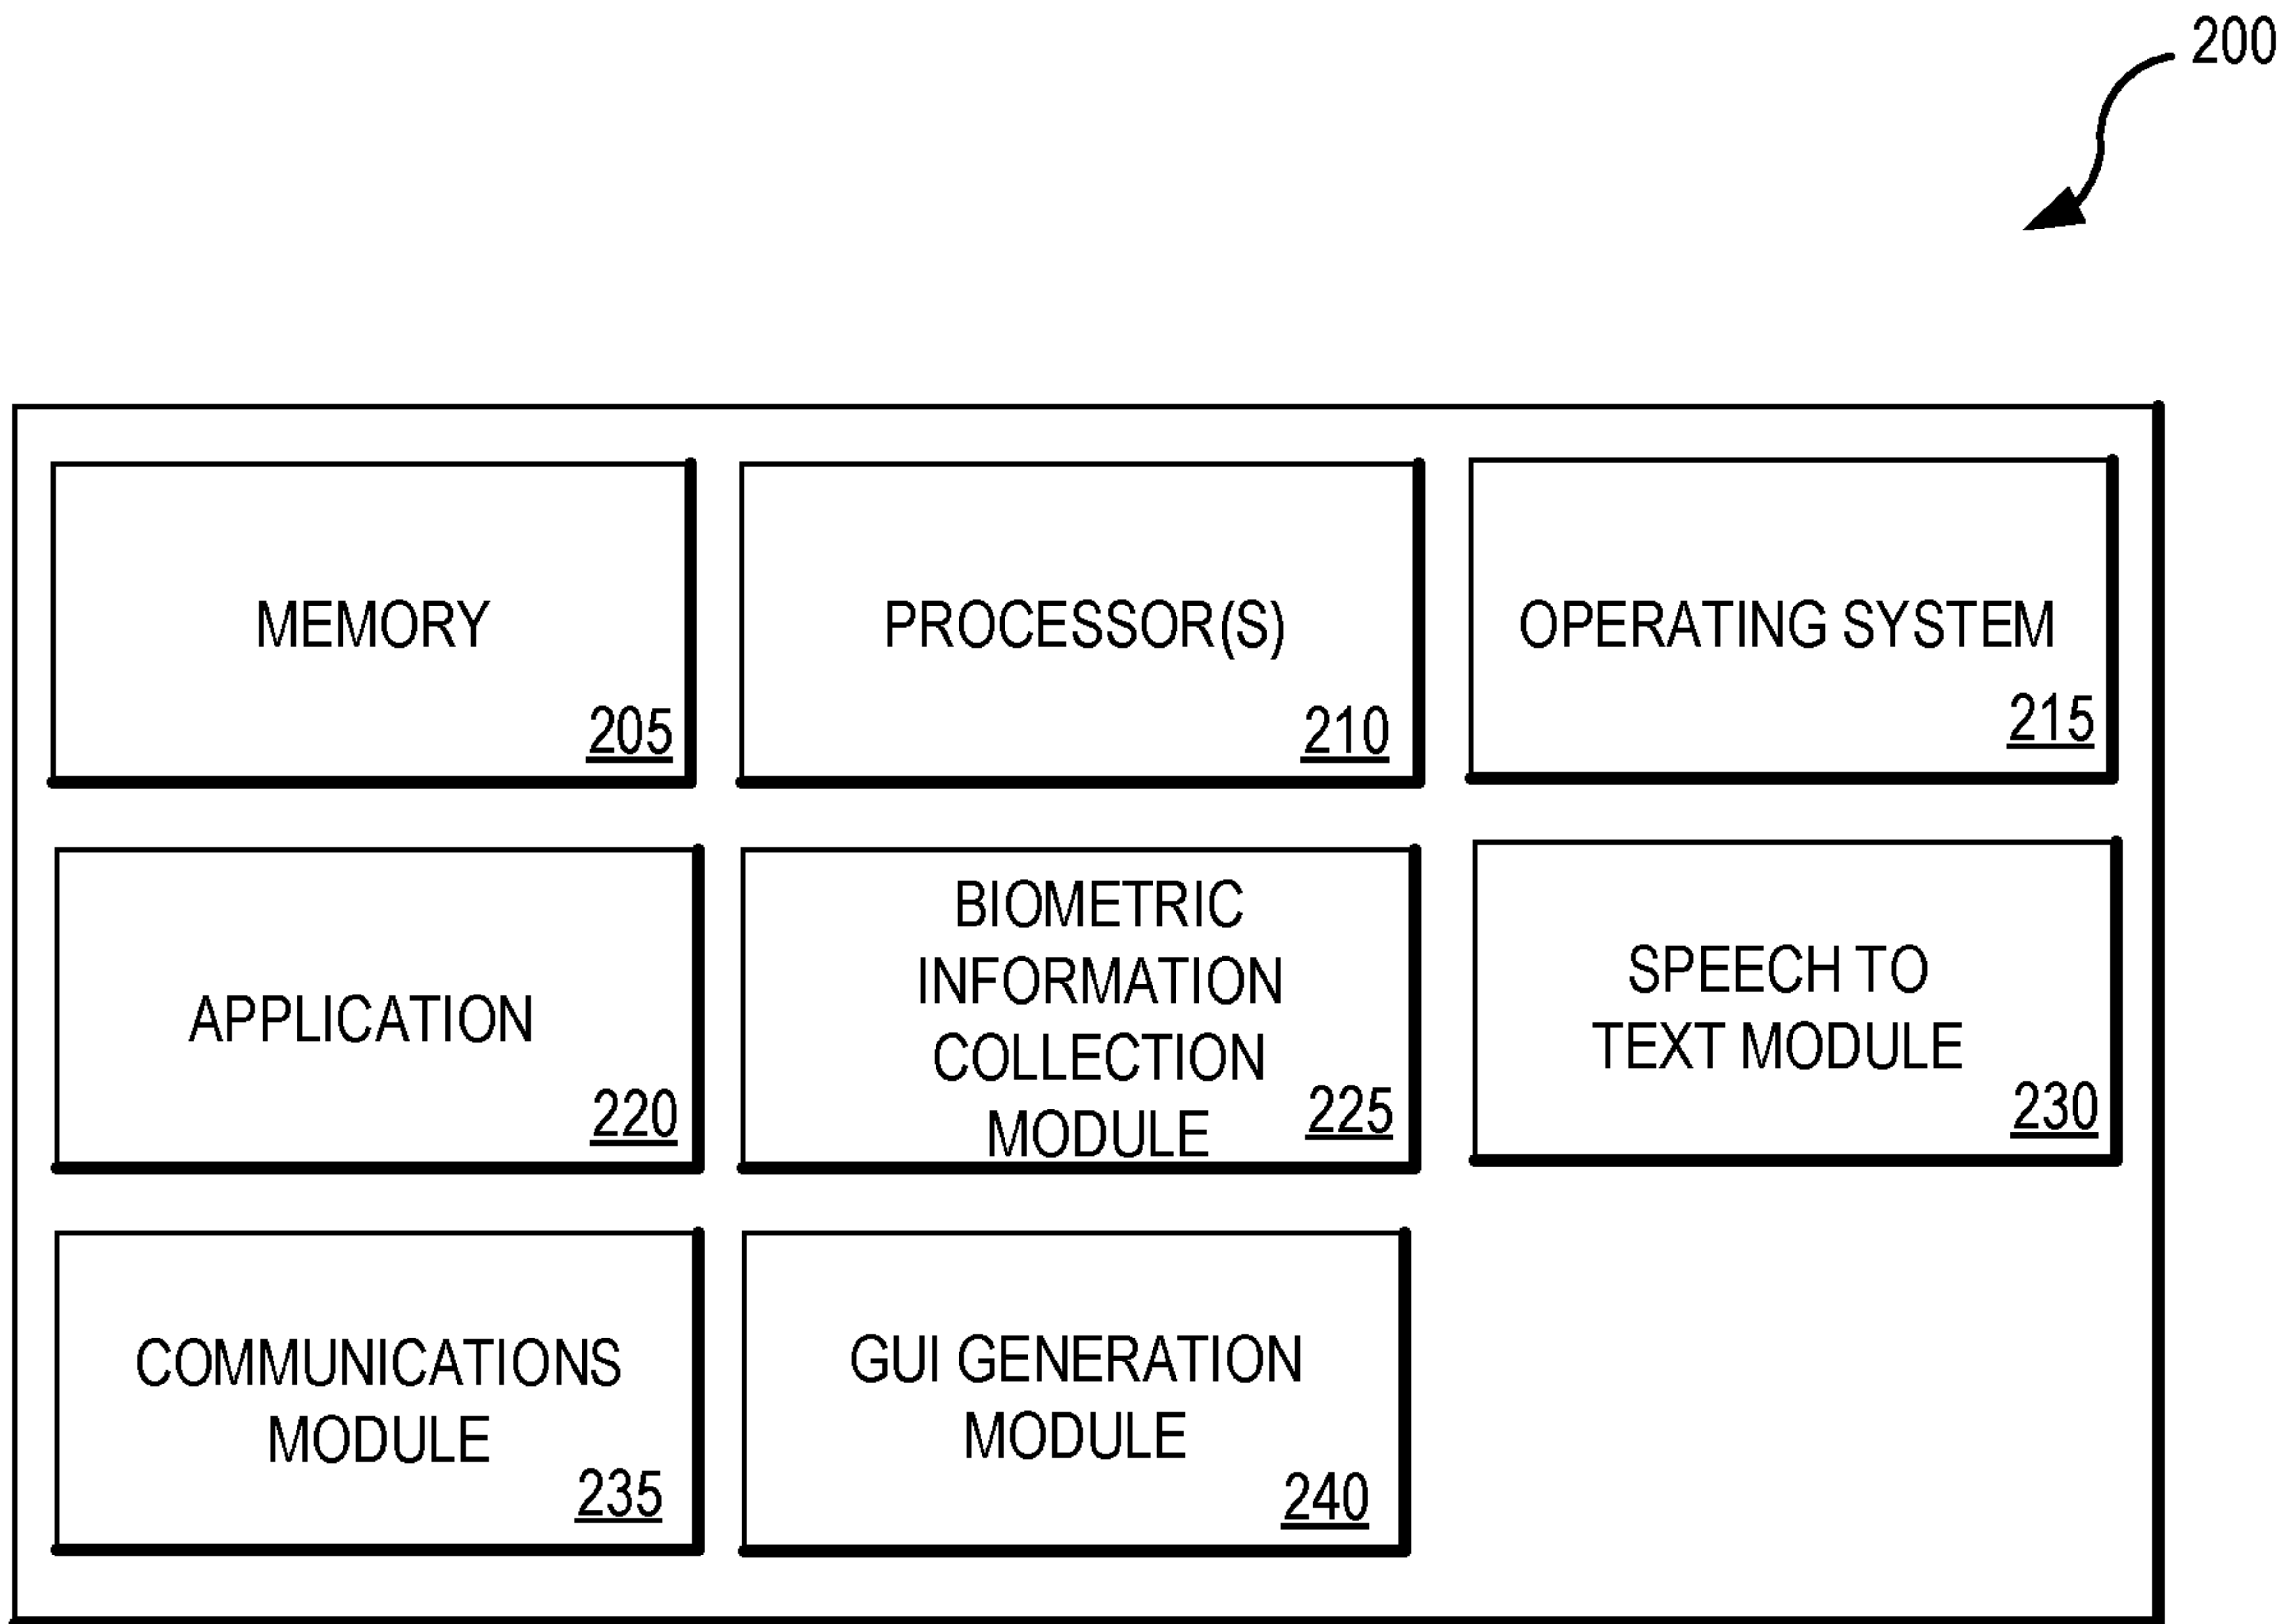 200
MEMORY
205
PROCESSOR(S)
210
OPERATING SYSTEM
215
APPLICATION
220
BIOMETRIC
INFORMATION
COLLECTION
MODULE
225
SPEECH TO
TEXT MODULE
230
COMMUNICATIONS
MODULE
235
GUI GENERATION
MODULE
240